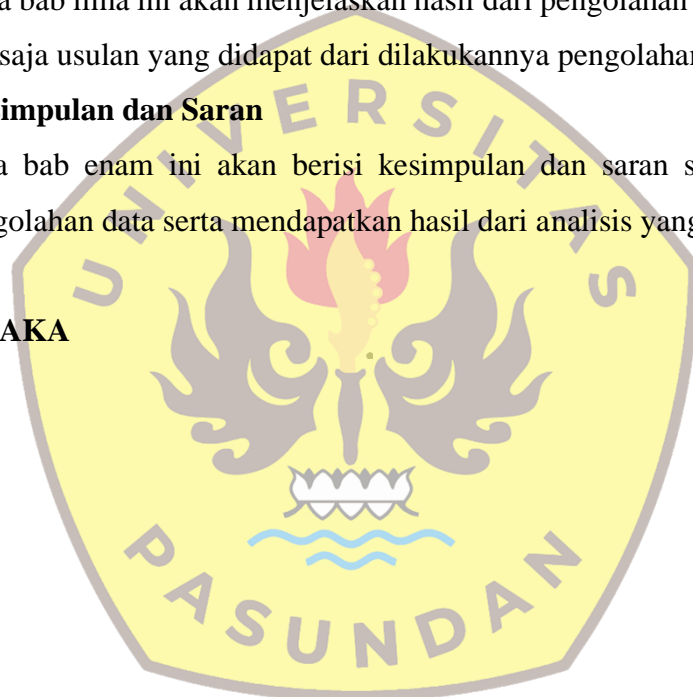 bab lima ini akan menjelaskan hasil dari pengolahan
saja usulan yang didapat dari dilakukannya pengolahan
simpulan dan Saran
a bab enam ini akan berisi kesimpulan dan saran s
golahan data serta mendapatkan hasil dari analisis yang
AKA
UNIVERSITAS
PASUNDAN